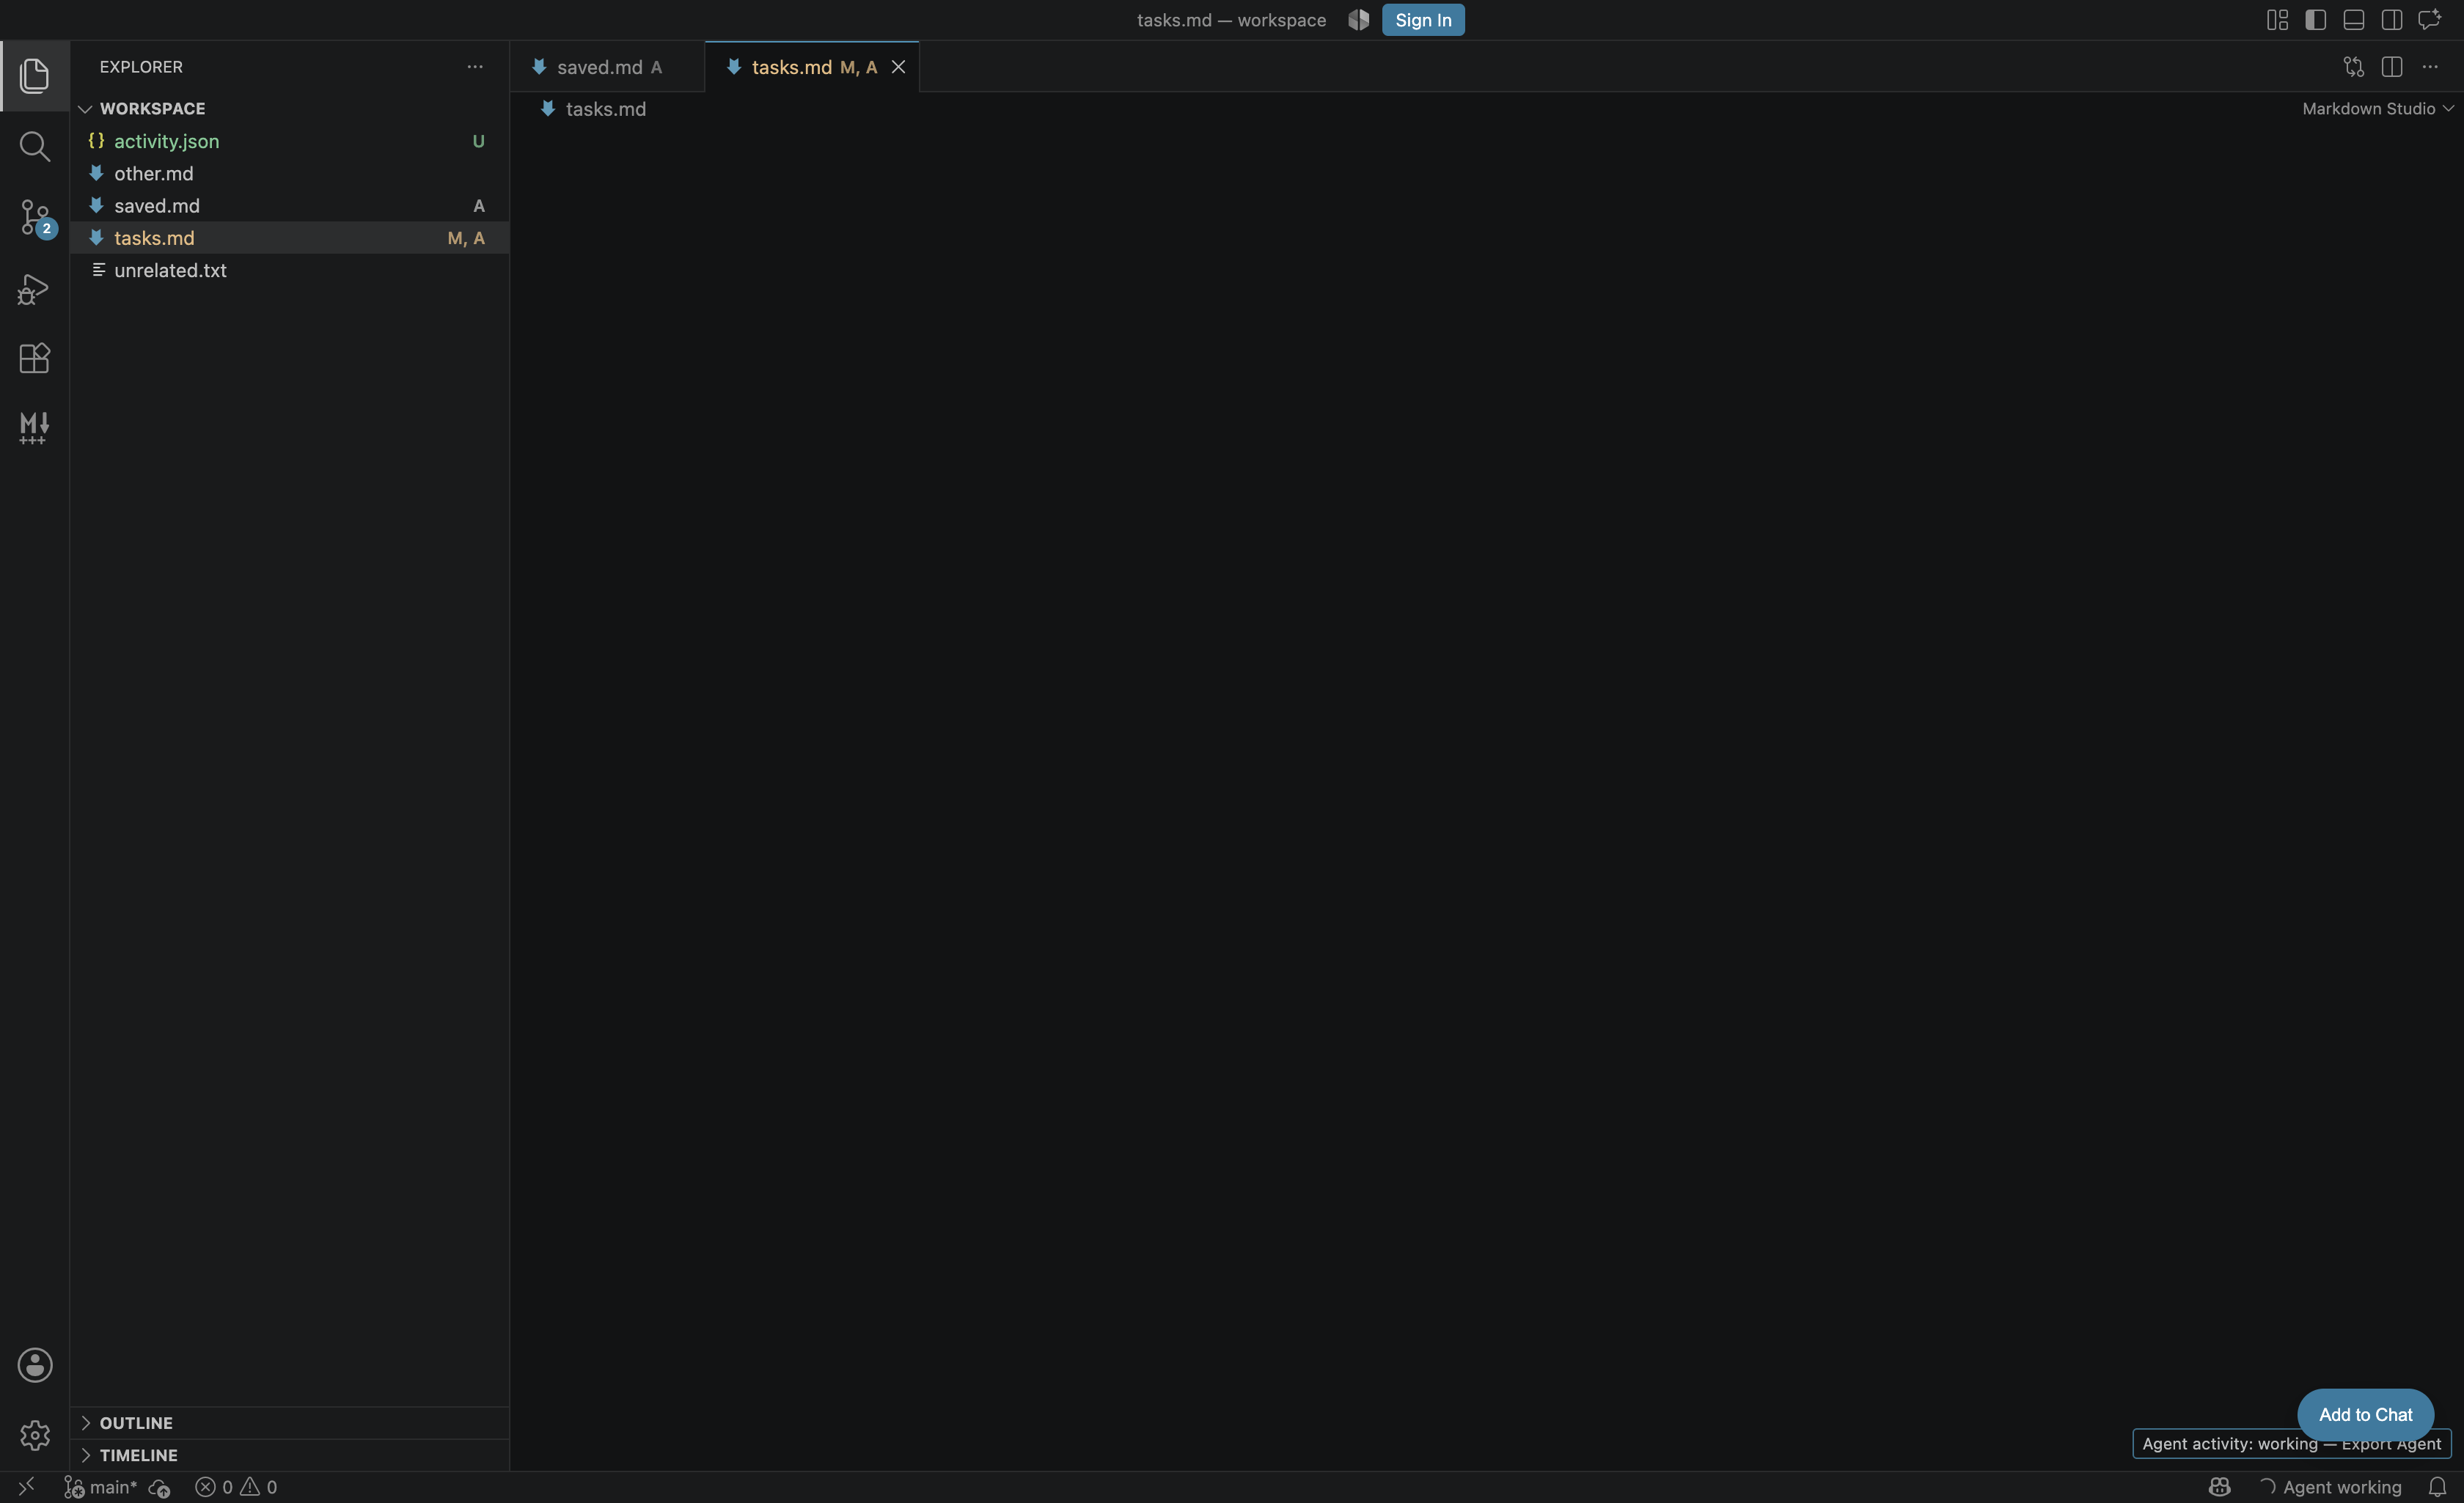 tasks.md — workspace
Sign In
EXPLORER
saved.md A
tasks.md M, A
WORKSPACE
tasks.md
Markdown Studio
activity.json U
other.md
saved.md A
tasks.md M, A
unrelated.txt
2
M
OUTLINE
TIMELINE
Add to Chat
Agent activity: working — Export Agent
main*
0
0
Agent working